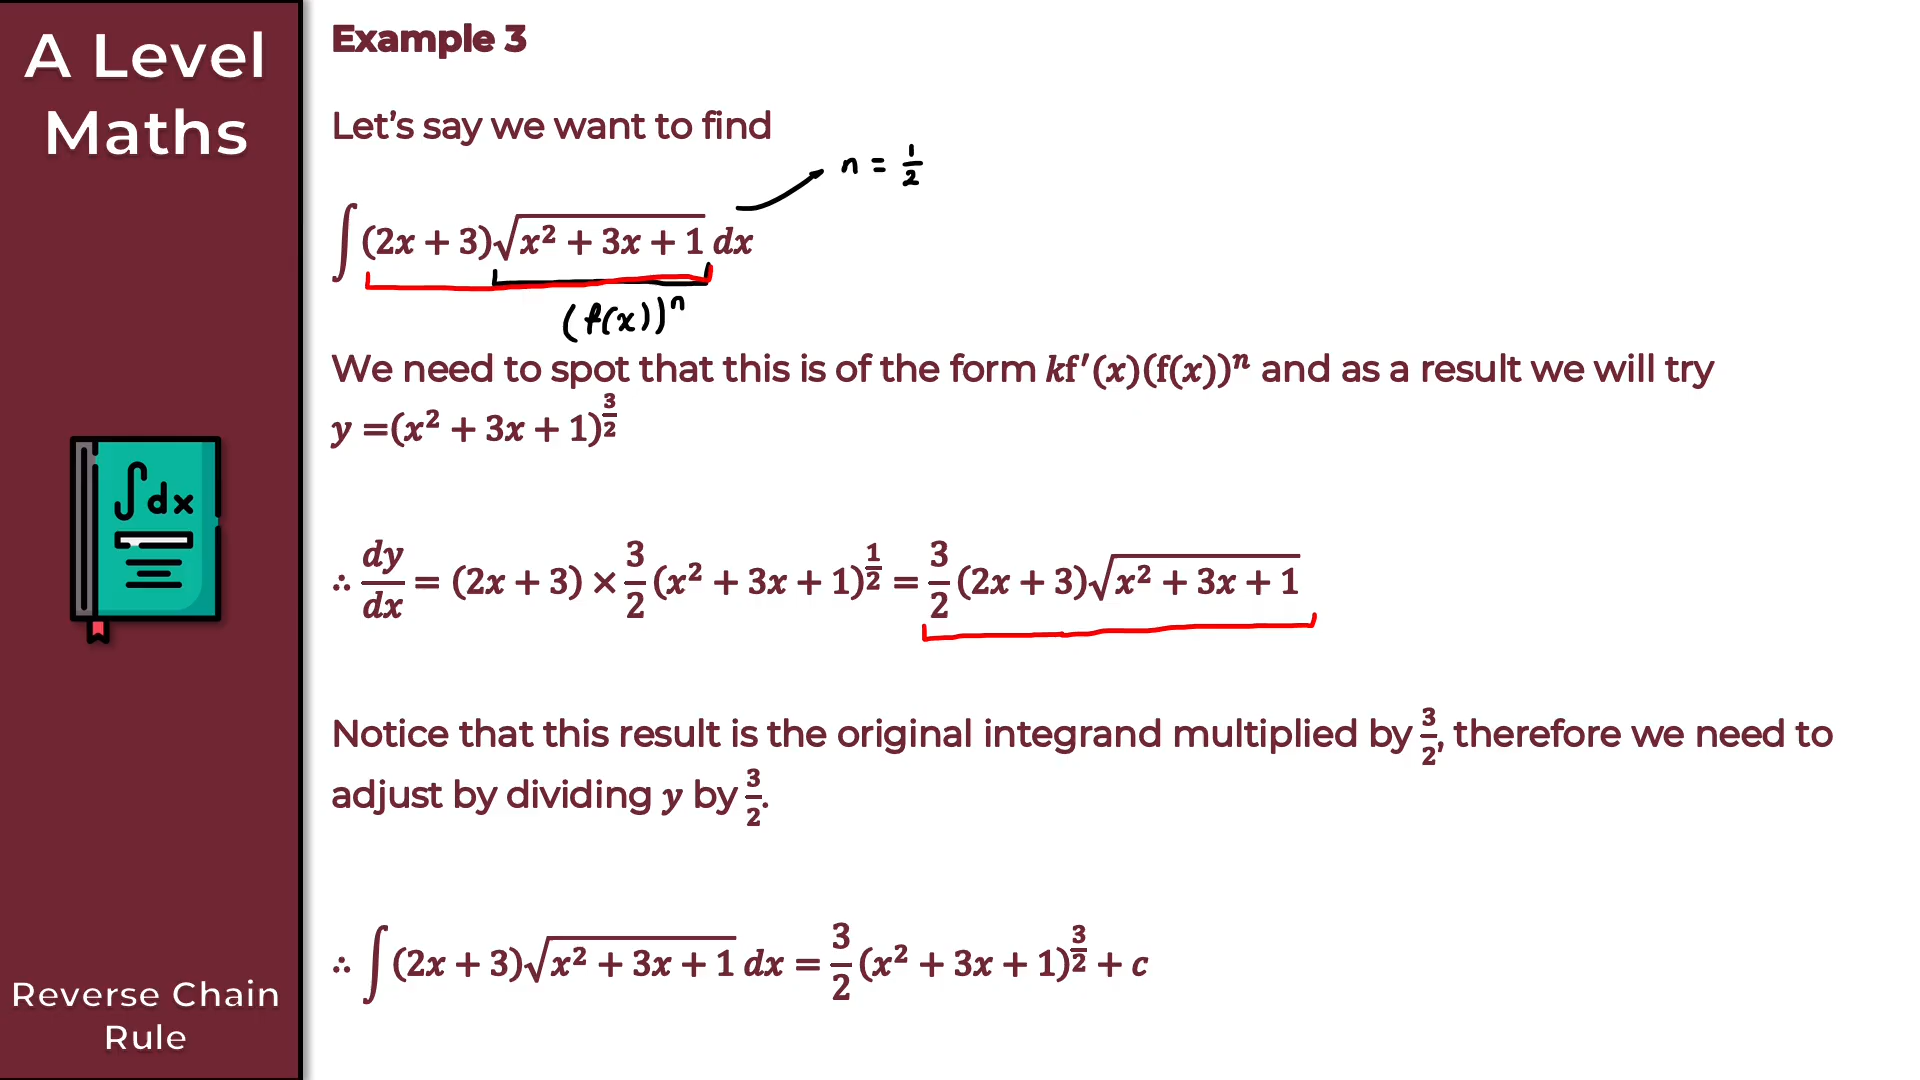 A Level
Maths
Example 3
Let’s say we want to find
n = 1/2
∫(2x + 3)√(x² + 3x + 1) dx
(f(x))ⁿ
We need to spot that this is of the form kf′(x)(f(x))ⁿ and as a result we will try
y =(x² + 3x + 1)^(3/2)
∴ dy/dx = (2x + 3) × 3/2 (x² + 3x + 1)^(1/2) = 3/2 (2x + 3)√(x² + 3x + 1)
∫dx
Notice that this result is the original integrand multiplied by 3/2, therefore we need to
adjust by dividing y by 3/2.
∴ ∫(2x + 3)√(x² + 3x + 1) dx = 3/2 (x² + 3x + 1)^(3/2) + c
Reverse Chain
Rule